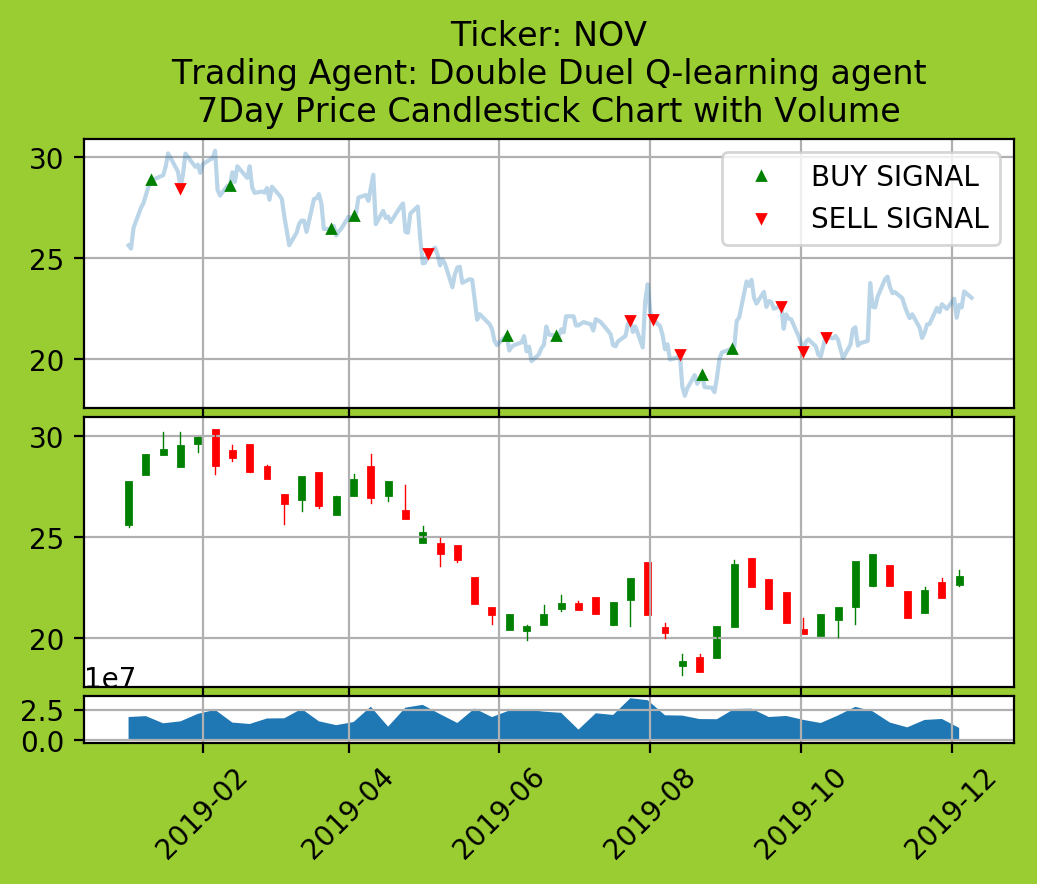 Ticker: NOV
Trading Agent: Double Duel Q-learning agent
7Day Price Candlestick Chart with Volume
30
25
20
BUY SIGNAL
SELL SIGNAL
30
25
20
1e7
2.5
0.0
2019-02
2019-04
2019-06
2019-08
2019-10
2019-12